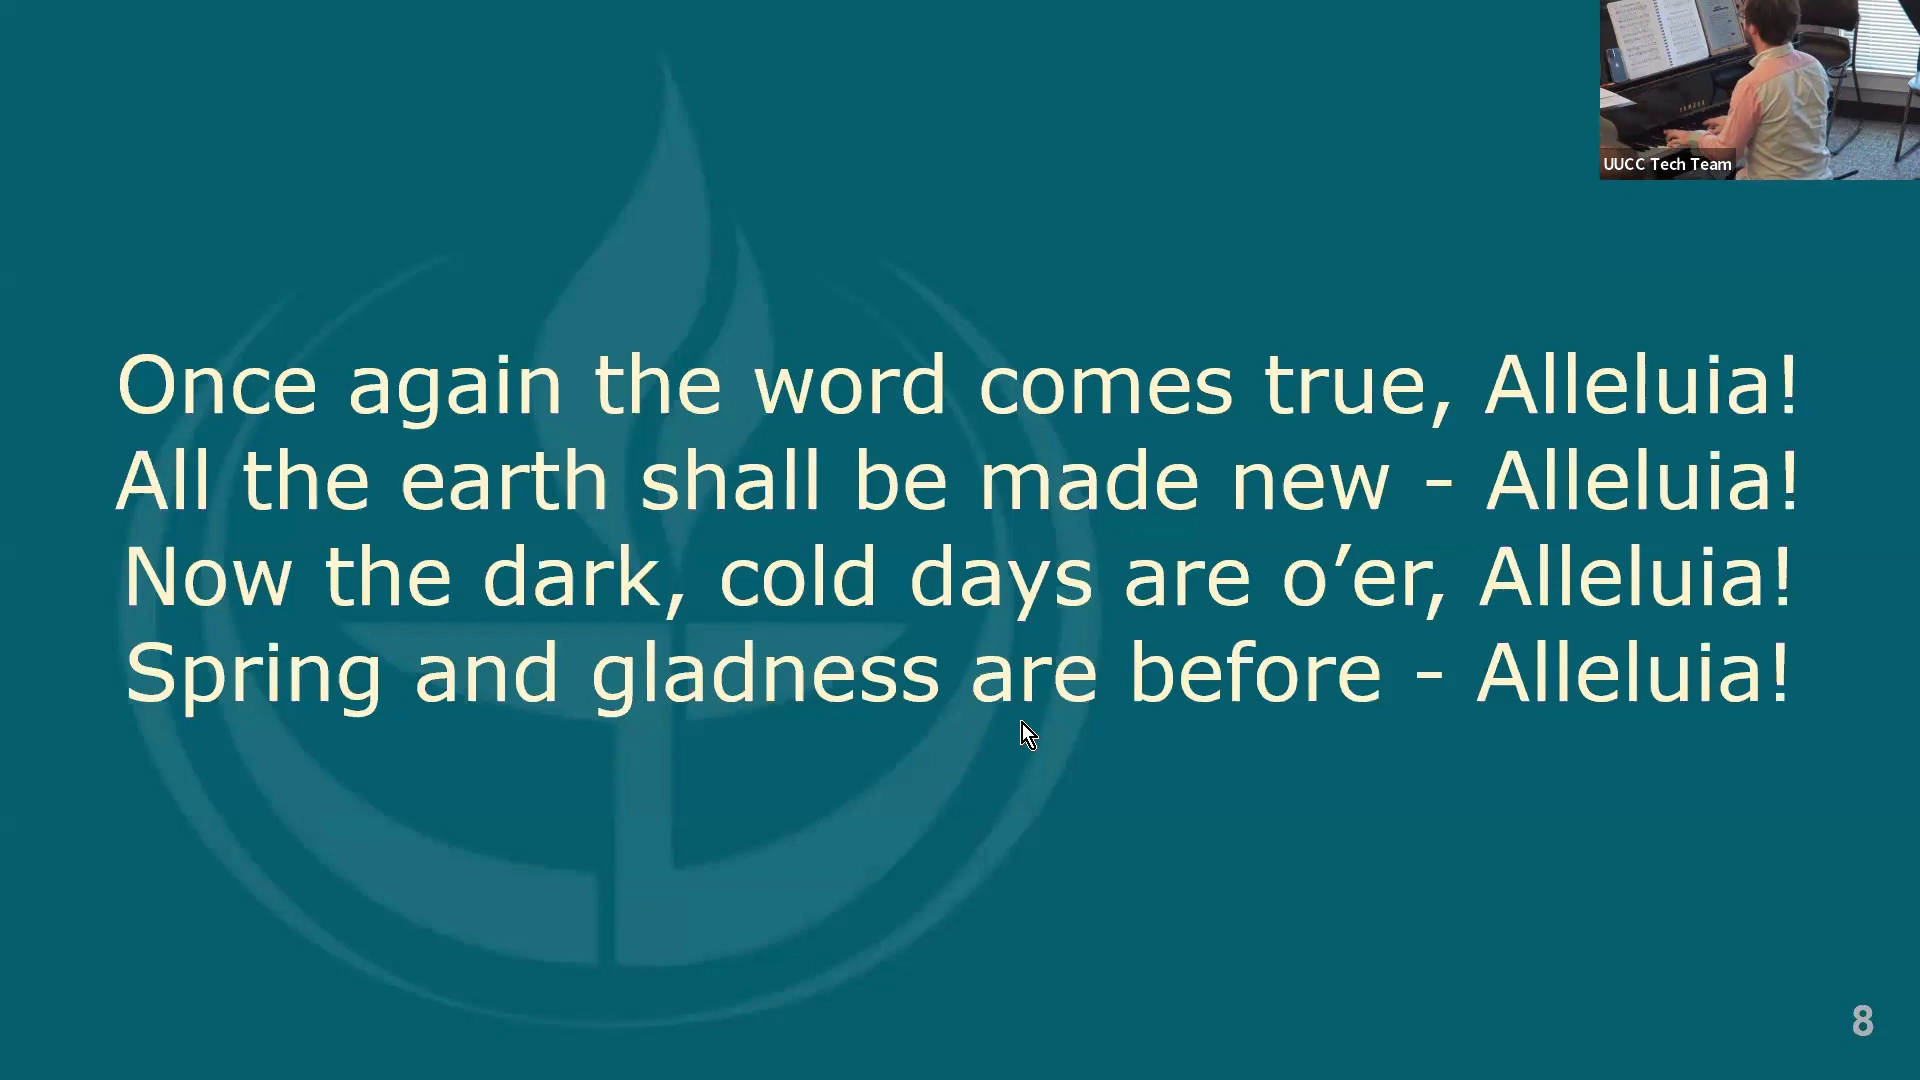 UUCC Tech Team
Once again the word comes true, Alleluia!
All the earth shall be made new - Alleluia!
Now the dark, cold days are o’er, Alleluia!
Spring and gladness are before - Alleluia!
8